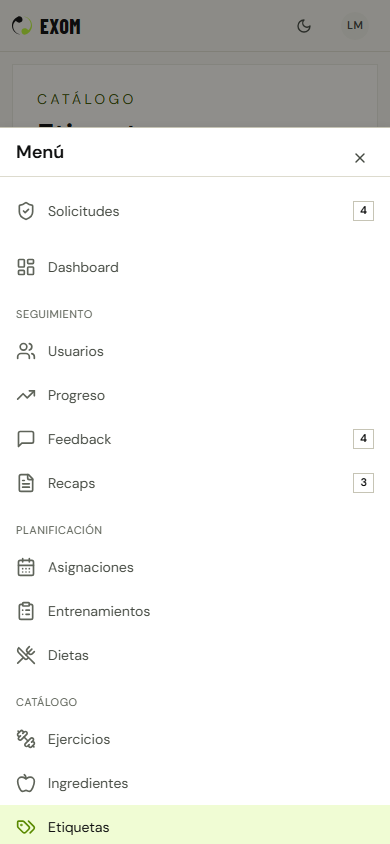 EXOM
LM
CATÁLOGO
Menú
Solicitudes 4
Dashboard
SEGUIMIENTO
Usuarios
Progreso
Feedback 4
Recaps 3
PLANIFICACIÓN
Asignaciones
Entrenamientos
Dietas
CATÁLOGO
Ejercicios
Ingredientes
Etiquetas